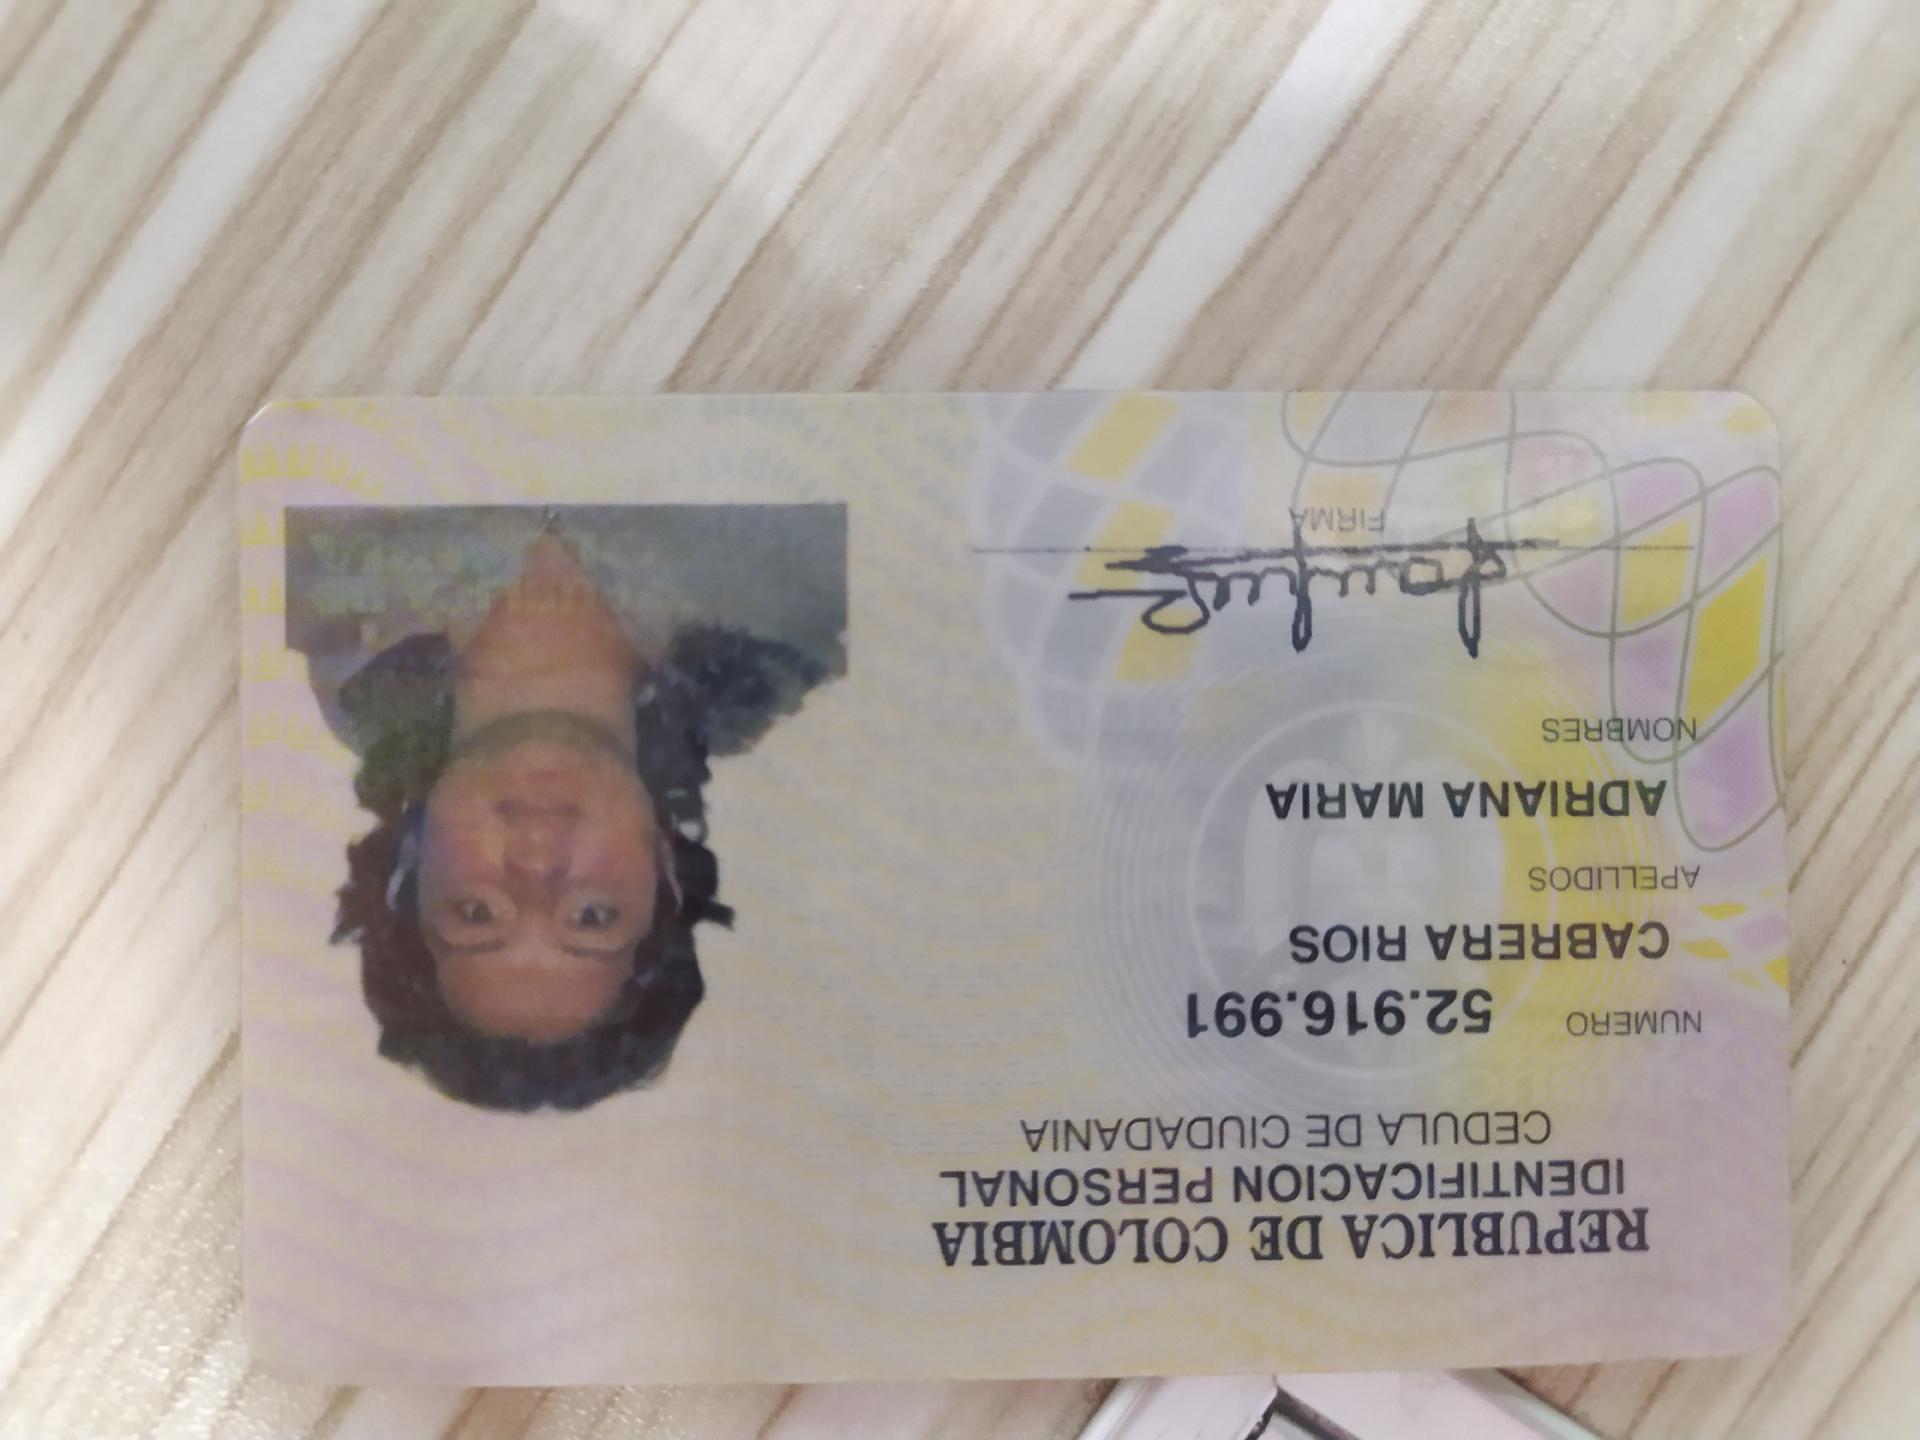 REPUBLICA DE COLOMBIA
IDENTIFICACION PERSONAL
CEDULA DE CIUDADANIA
NUMERO 52.916.991
CABRERA RIOS
APELLIDOS
ADRIANA MARIA
NOMBRES
FIRMA